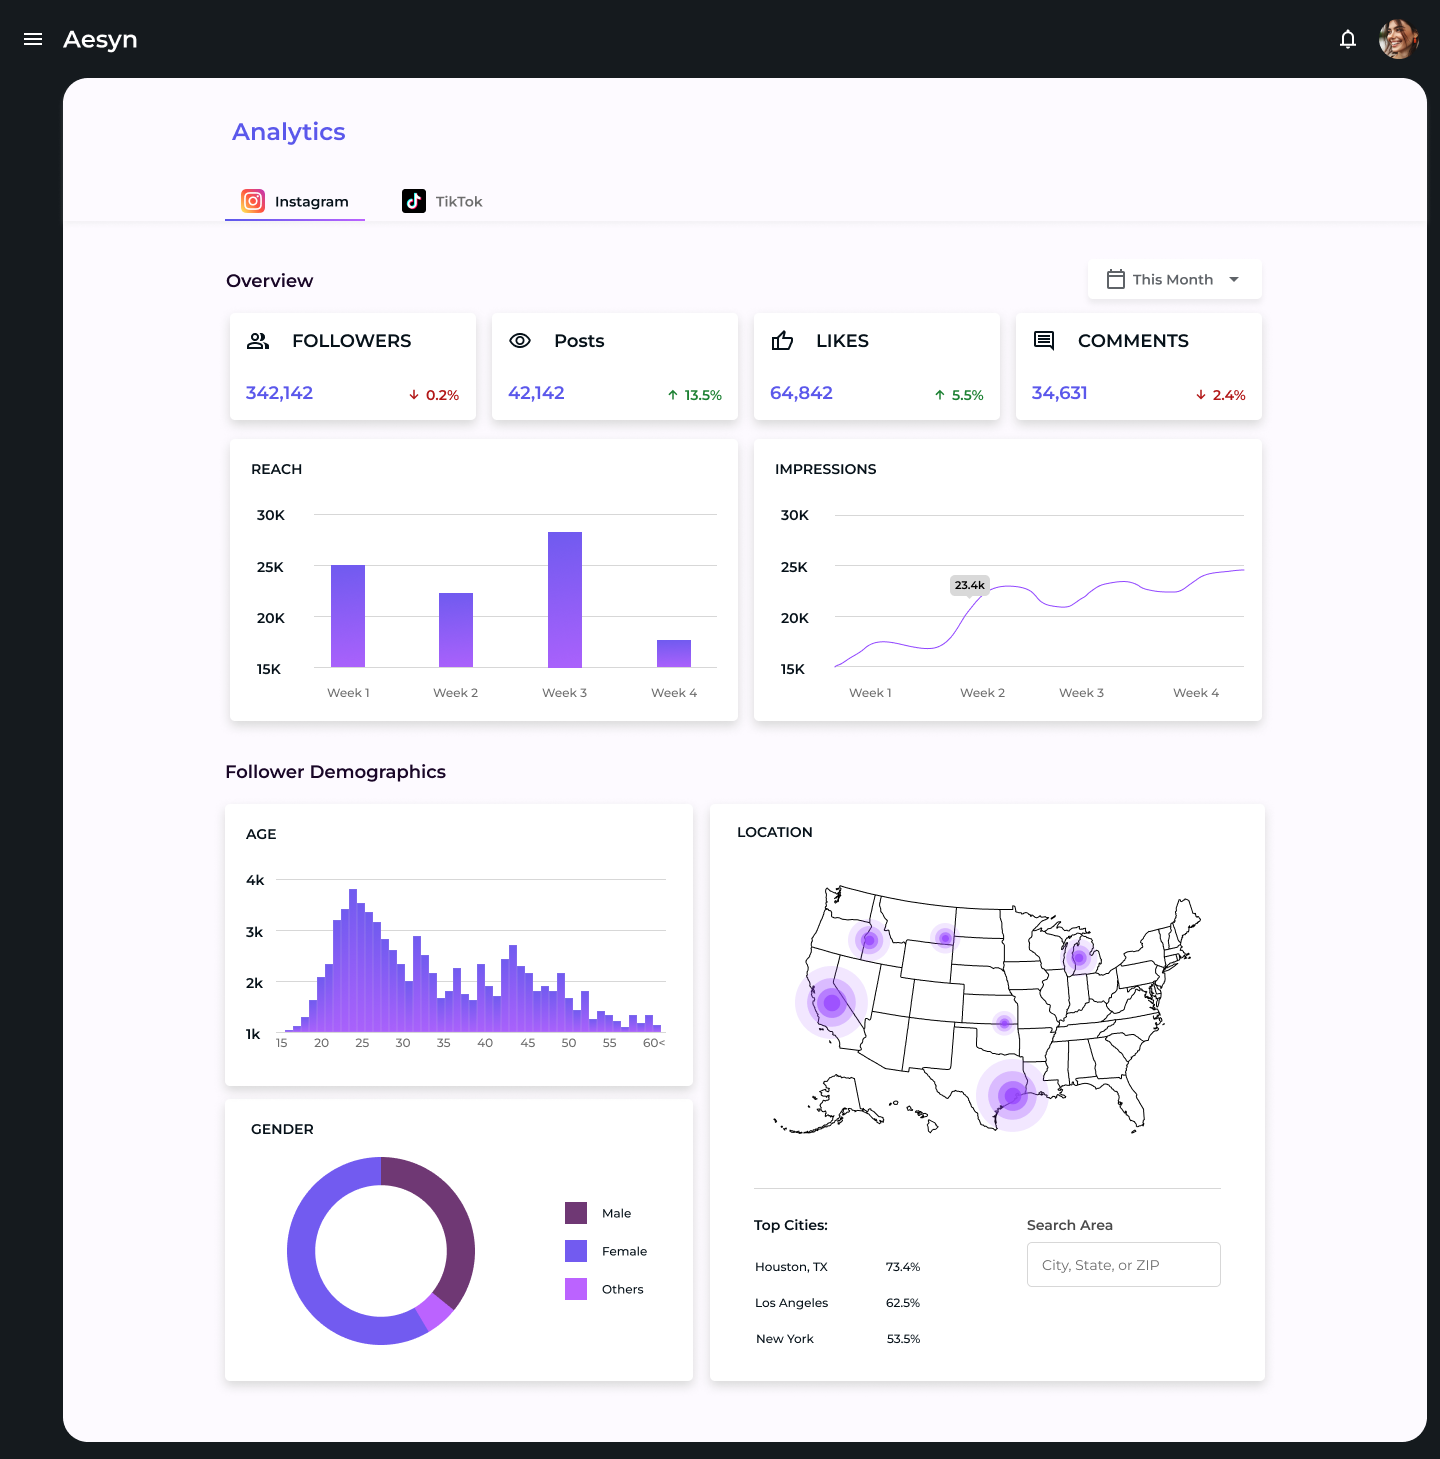 Aesyn
Analytics
Instagram
TikTok
Overview
This Month
FOLLOWERS
342,142
0.2%
Posts
42,142
13.5%
LIKES
64,842
5.5%
COMMENTS
34,631
2.4%
REACH
30K
25K
20K
15K
Week 1
Week 2
Week 3
Week 4
IMPRESSIONS
30K
25K
23.4k
20K
15K
Week 1
Week 2
Week 3
Week 4
Follower Demographics
AGE
4k
3k
2k
1k
15
20
25
30
35
40
45
50
55
60<
LOCATION
GENDER
Male
Female
Others
Top Cities:
Houston, TX
73.4%
Los Angeles
62.5%
New York
53.5%
Search Area
City, State, or ZIP